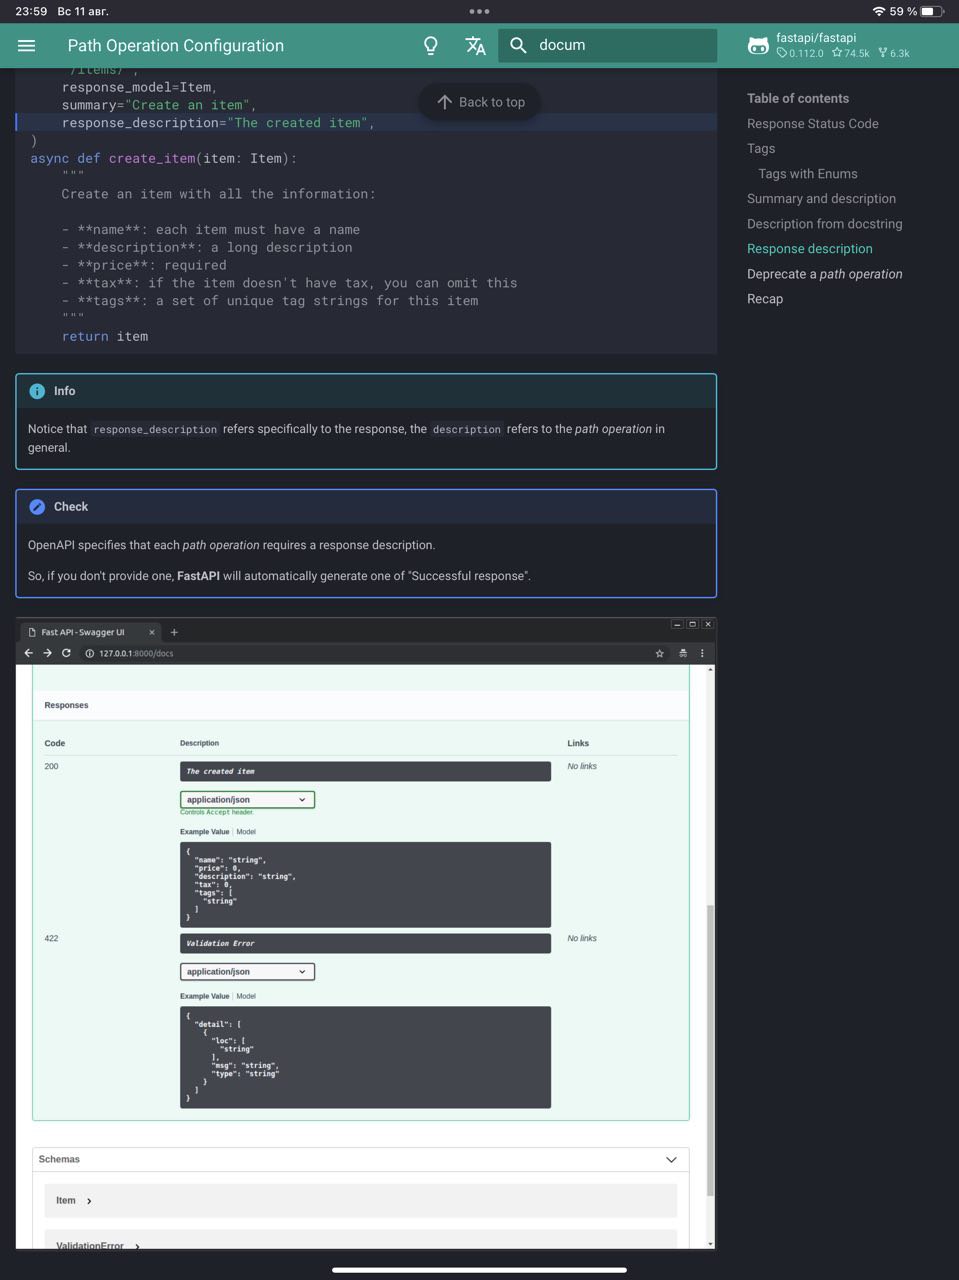 23:59 Вс 11 авг.
59 %
Path Operation Configuration
docum
fastapi/fastapi
0.112.0 74.5k 6.3k
"/items/",
response_model=Item,
summary="Create an item",
response_description="The created item",
)
async def create_item(item: Item):
"""
Create an item with all the information:
- **name**: each item must have a name
- **description**: a long description
- **price**: required
- **tax**: if the item doesn't have tax, you can omit this
- **tags**: a set of unique tag strings for this item
"""
return item
Back to top
Table of contents
Response Status Code
Tags
Tags with Enums
Summary and description
Description from docstring
Response description
Deprecate a path operation
Recap
Info
Notice that response_description refers specifically to the response, the description refers to the path operation in
general.
Check
OpenAPI specifies that each path operation requires a response description.
So, if you don't provide one, FastAPI will automatically generate one of "Successful response".
Fast API - Swagger UI
127.0.0.1:8000/docs
Responses
Code Description Links
200 The created item No links
application/json
Controls Accept header.
Example Value | Model
{
"name": "string",
"price": 0,
"description": "string",
"tax": 0,
"tags": [
"string"
]
}
422 Validation Error No links
application/json
Example Value | Model
{
"detail": [
{
"loc": [
"string"
],
"msg": "string",
"type": "string"
}
]
}
Schemas
Item
ValidationError